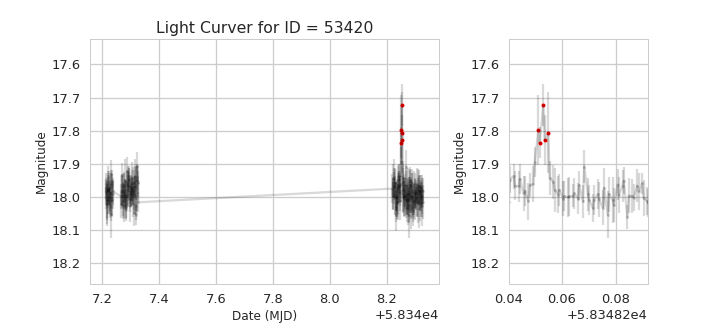 Light Curver for ID = 53420
Magnitude
17.6
17.7
17.8
17.9
18.0
18.1
18.2
7.2 7.4 7.6 7.8 8.0 8.2
Date (MJD)
+5.834e4
Magnitude
17.6
17.7
17.8
17.9
18.0
18.1
18.2
0.04 0.06 0.08
+5.83482e4